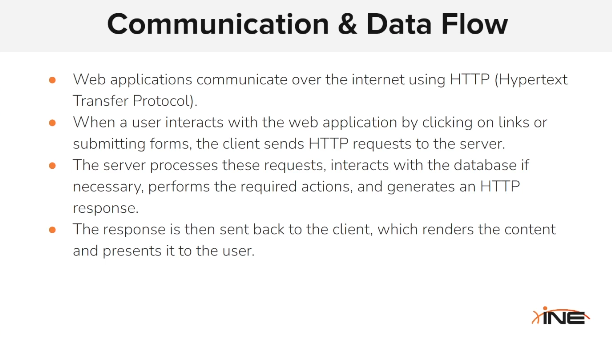 Communication & Data Flow
● Web applications communicate over the internet using HTTP (Hypertext
Transfer Protocol).
● When a user interacts with the web application by clicking on links or
submitting forms, the client sends HTTP requests to the server.
● The server processes these requests, interacts with the database if
necessary, performs the required actions, and generates an HTTP
response.
● The response is then sent back to the client, which renders the content
and presents it to the user.
INE